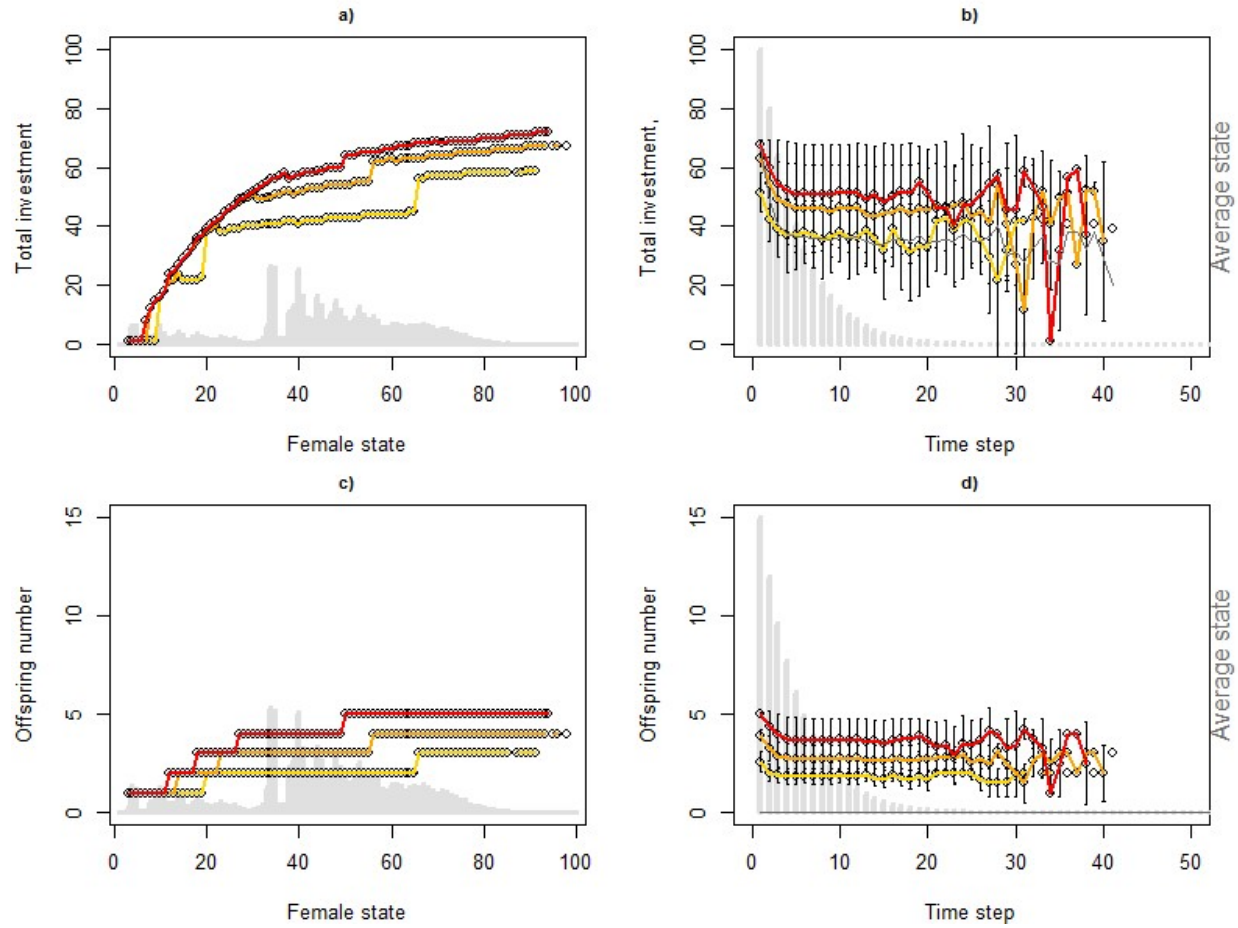 a)
Total investment
100
80
60
40
20
0
0 20 40 60 80 100
Female state
b)
Total investment,
100
80
60
40
20
0
0 10 20 30 40 50
Time step
Average state
c)
Offspring number
15
10
5
0
0 20 40 60 80 100
Female state
d)
Offspring number
15
10
5
0
0 10 20 30 40 50
Time step
Average state